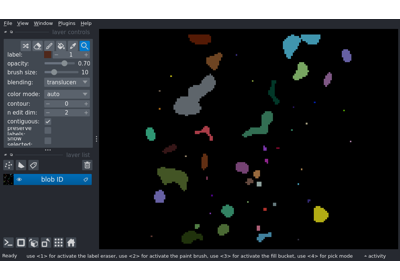 File View Window Plugins Help
layer controls
label: 1
opacity: 0.70
brush size: 10
blending: translucen
color mode: auto
contour: 0
n edit dim: 2
contiguous:
preserve
labels:
show
selected:
layer list
blob ID
Ready use <1> for activate the label eraser, use <2> for activate the paint brush, use <3> for activate the fill bucket, use <4> for pick mode activity